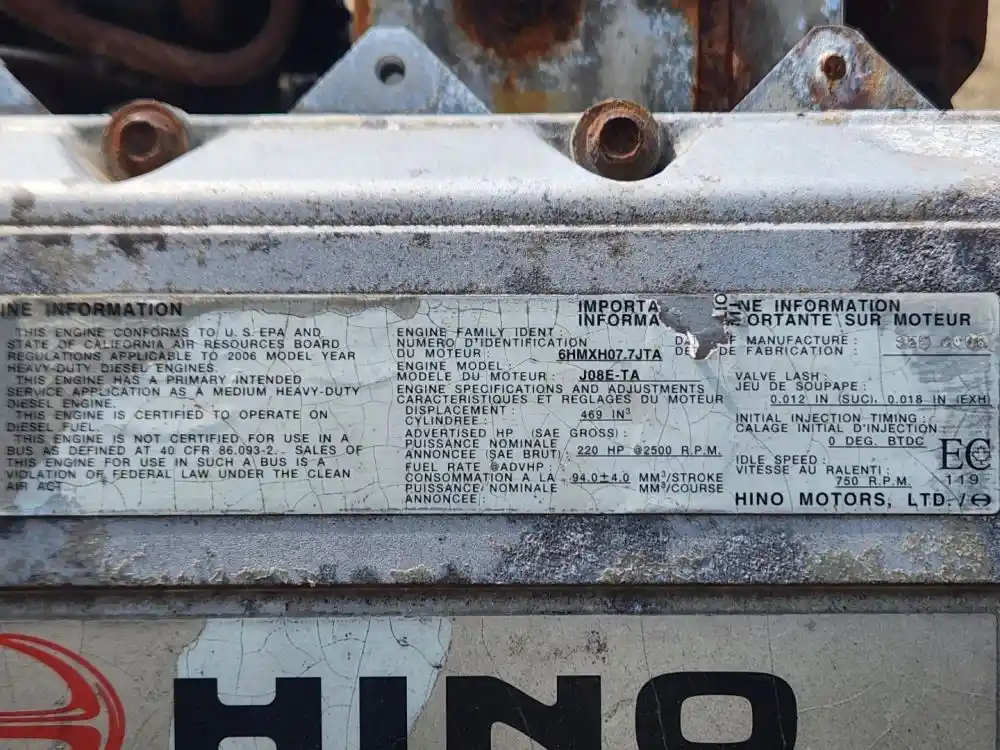 INE INFORMATION
THIS ENGINE CONFORMS TO U.S.EPA AND
STATE OF CALIFORNIA AIR RESOURCES BOARD
REGULATIONS APPLICABLE TO 2006 MODEL YEAR
HEAVY-DUTY DIESEL ENGINES.
THIS ENGINE HAS A PRIMARY INTENDED
SERVICE APPLICATION AS A MEDIUM HEAVY-DUTY
DIESEL ENGINE.
THIS ENGINE IS CERTIFIED TO OPERATE ON
DIESEL FUEL.
THIS ENGINE IS NOT CERTIFIED FOR USE IN A
BUS AS DEFINED AT 40 CFR 86.093-2. SALES OF
THIS ENGINE FOR USE IN SUCH A BUS IS A
VIOLATION OF FEDERAL LAW UNDER THE CLEAN
AIR ACT
IMPORTA
INFORMA
ENGINE FAMILY IDENT
NUMERO D'IDENTIFICATION
DU MOTEUR : 6HMXH07.7JTA
ENGINE MODEL :
MODELE DU MOTEUR : J08E-TA
ENGINE SPECIFICATIONS AND ADJUSTMENTS
CARACTERISTIQUES ET REGLAGES DU MOTEUR
DISPLACEMENT :
CYLINDREE : 469 IN³
ADVERTISED HP (SAE GROSS) :
PUISSANCE NOMINALE
ANNONCEE (SAE BRUT) : 220 HP @2500 R.P.M.
FUEL RATE @ADVHP :
CONSOMMATION A LA 94.0±4.0 MM³/STROKE
PUISSANCE NOMINALE MM³/COURSE
ANNONCEE :
NE INFORMATION
ORTANTE SUR MOTEUR
MANUFACTURE :
DE FABRICATION :
VALVE LASH :
JEU DE SOUPAPE :
0.012 IN (SUC), 0.018 IN (EXH)
INITIAL INJECTION TIMING :
CALAGE INITIAL D'INJECTION :
0 DEG. BTDC
IDLE SPEED :
VITESSE AU RALENTI :
750 R.P.M.
EC
119
HINO MOTORS, LTD.
HINO